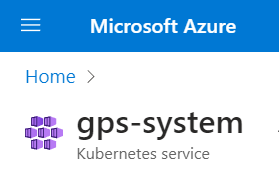 Microsoft Azure
Home
gps-system
Kubernetes service